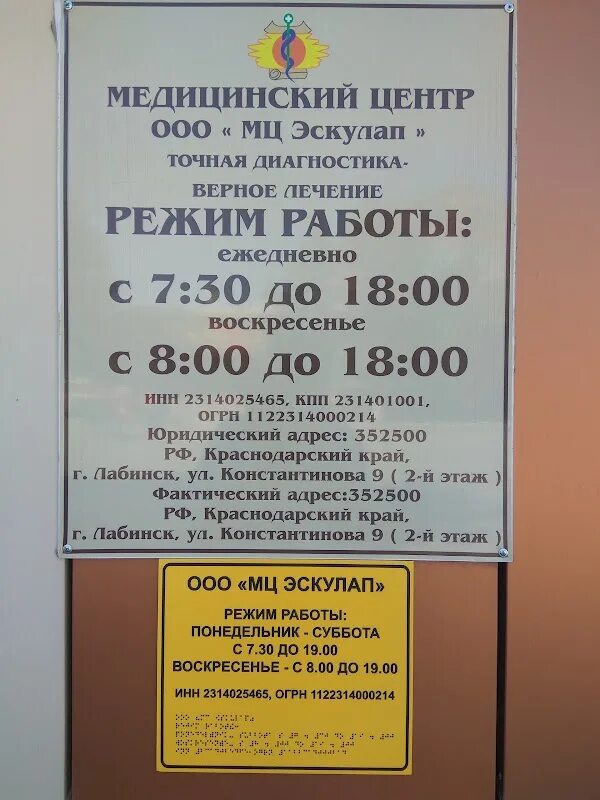 МЕДИЦИНСКИЙ ЦЕНТР
ООО « МЦ Эскулап »
ТОЧНАЯ ДИАГНОСТИКА-
ВЕРНОЕ ЛЕЧЕНИЕ
РЕЖИМ РАБОТЫ:
ежедневно
с 7:30 до 18:00
воскресенье
с 8:00 до 18:00
ИНН 2314025465, КПП 231401001,
ОГРН 1122314000214
Юридический адрес: 352500
РФ, Краснодарский край,
г. Лабинск, ул. Константинова 9 ( 2-й этаж )
Фактический адрес:352500
РФ, Краснодарский край,
г. Лабинск, ул. Константинова 9 ( 2-й этаж )
ООО «МЦ ЭСКУЛАП»
РЕЖИМ РАБОТЫ:
ПОНЕДЕЛЬНИК - СУББОТА
С 7.30 ДО 19.00
ВОСКРЕСЕНЬЕ - С 8.00 ДО 19.00
ИНН 2314025465, ОГРН 1122314000214